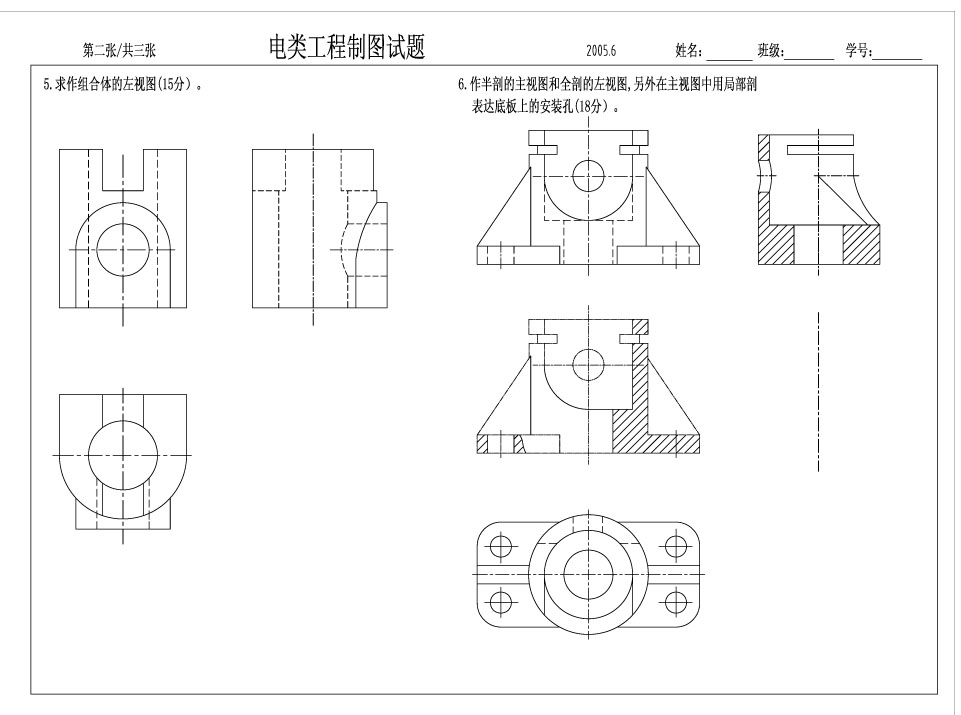 第二张/共三张 电类工程制图试题 2005.6 姓名: 班级: 学号:
5.求作组合体的左视图(15分)。
6.作半剖的主视图和全剖的左视图,另外在主视图中用局部剖
表达底板上的安装孔(18分)。